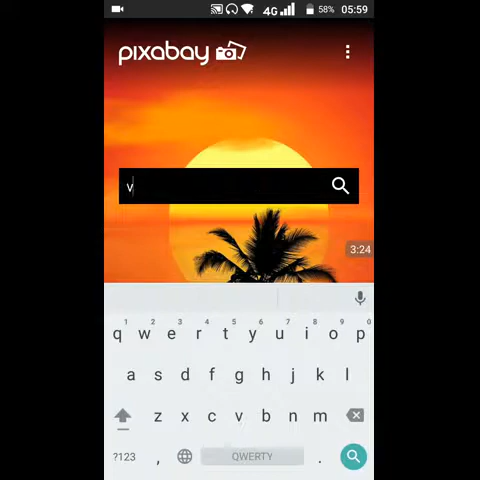 4G 58% 05:59
pixabay
v
3:24
1 2 3 4 5 6 7 8 9 0
q w e r t y u i o p
a s d f g h j k l
z x c v b n m
?123 , QWERTY .